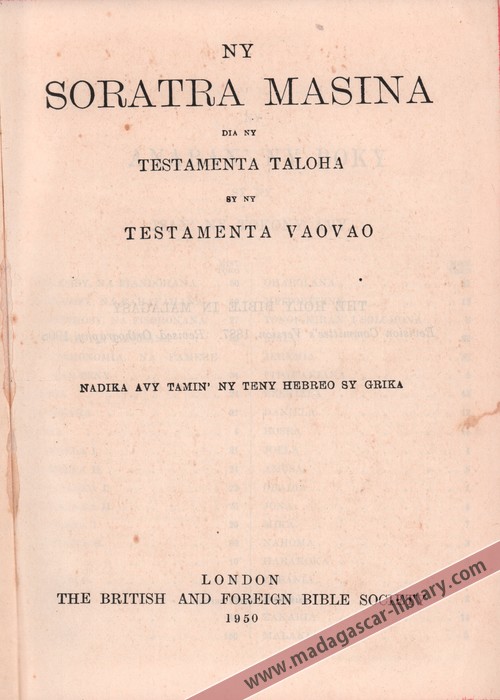 NY
SORATRA MASINA
DIA NY
TESTAMENTA TALOHA
SY NY
TESTAMENTA VAOVAO
THE HOLY BIBLE IN MALAGASY
NADIKA AVY TAMIN' NY TENY HEBREO SY GRIKA
LONDON
THE BRITISH AND FOREIGN BIBLE SOCIETY
1950
www.madagascar-library.com